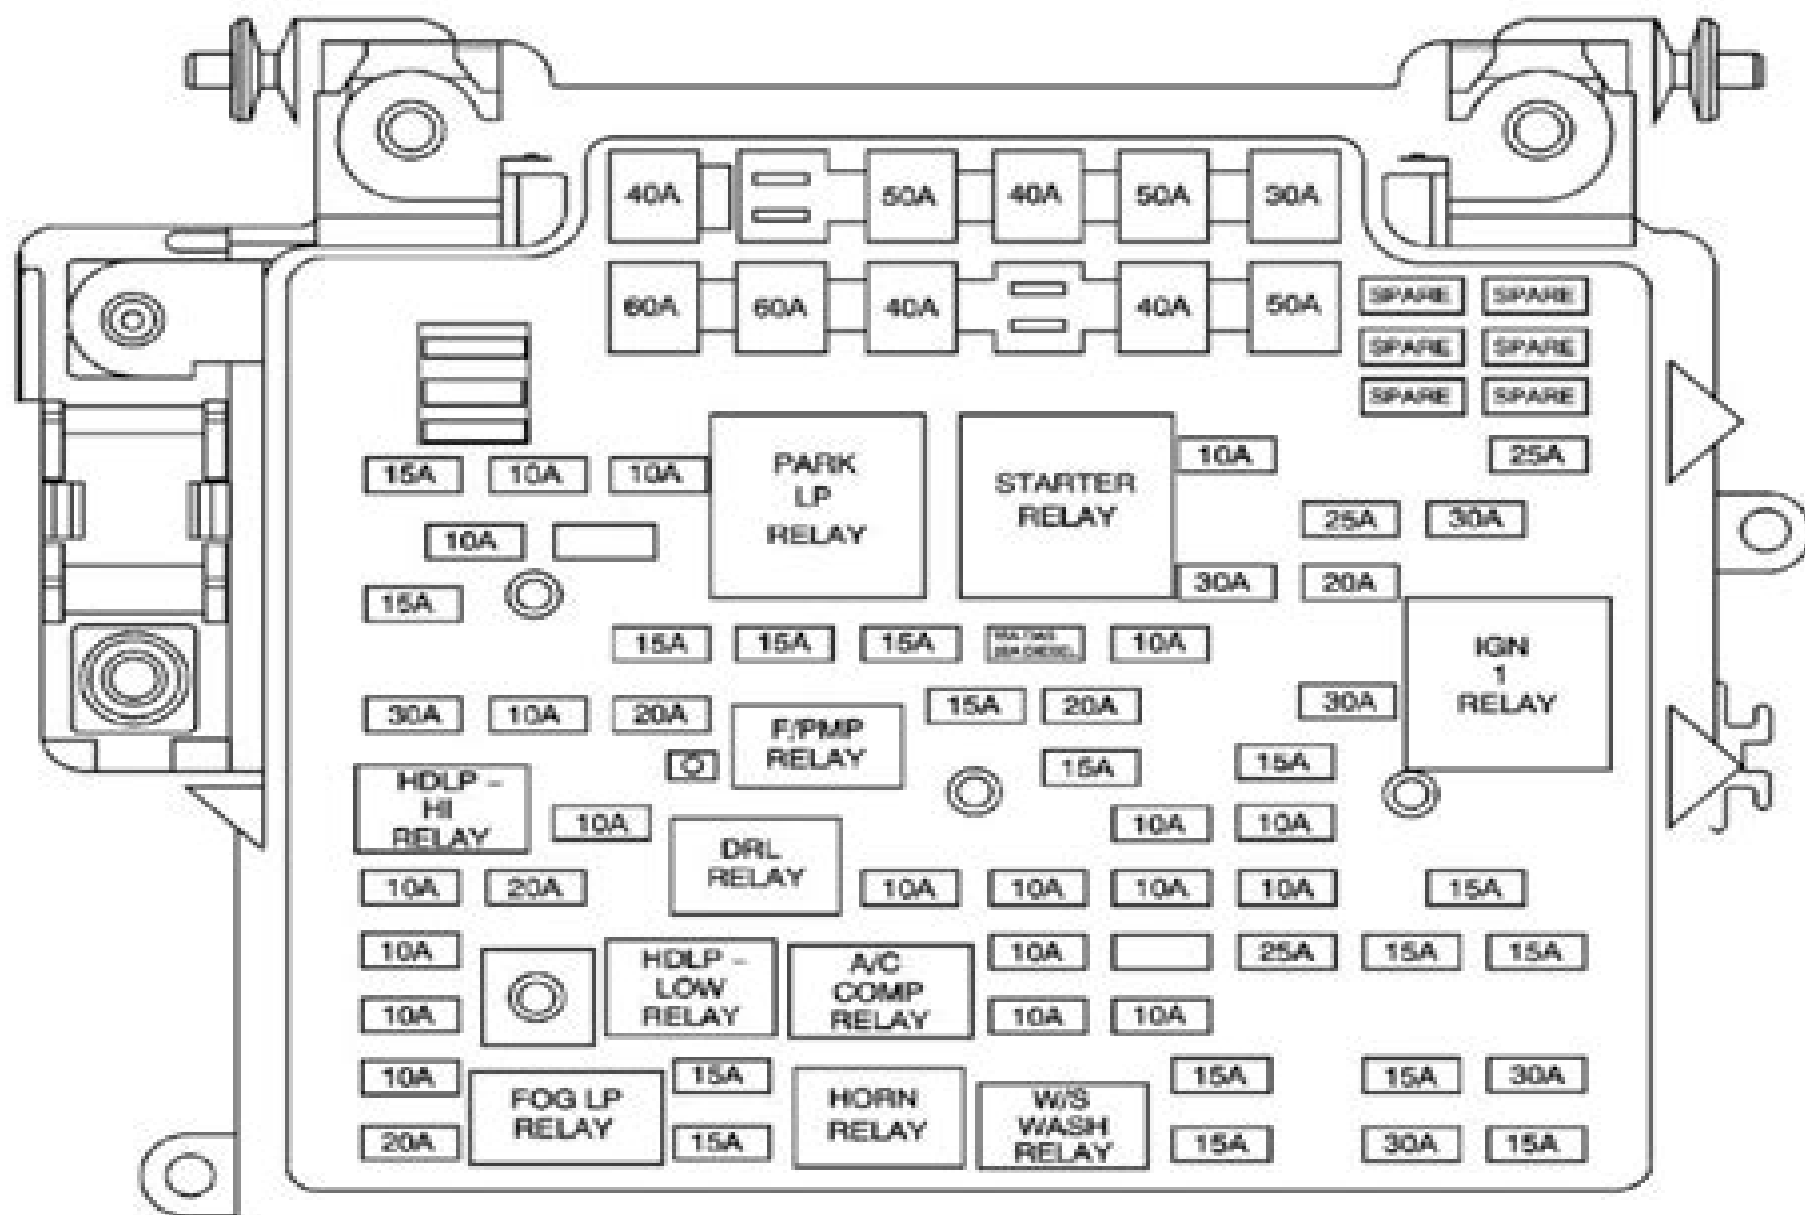 40A 50A 40A 50A 30A
60A 60A 40A 40A 50A
SPARE SPARE
SPARE SPARE
SPARE SPARE
PARK
LP
RELAY
STARTER
RELAY
10A 25A
15A 10A 10A
25A 30A
10A
30A 20A
15A
15A 15A 15A DIESEL 10A
IGN
1
RELAY
30A 10A 20A
F/PMP
RELAY
15A 20A
30A
15A 15A
HDLP -
HI
RELAY
10A
DRL
RELAY
10A 10A
10A 20A
10A 10A 10A 10A 15A
10A
HDLP -
LOW
RELAY
A/C
COMP
RELAY
10A 25A 15A 15A
10A
10A 10A
10A
FOG LP
RELAY
15A
HORN
RELAY
W/S
WASH
RELAY
15A 15A 30A
20A
15A
15A 30A 15A